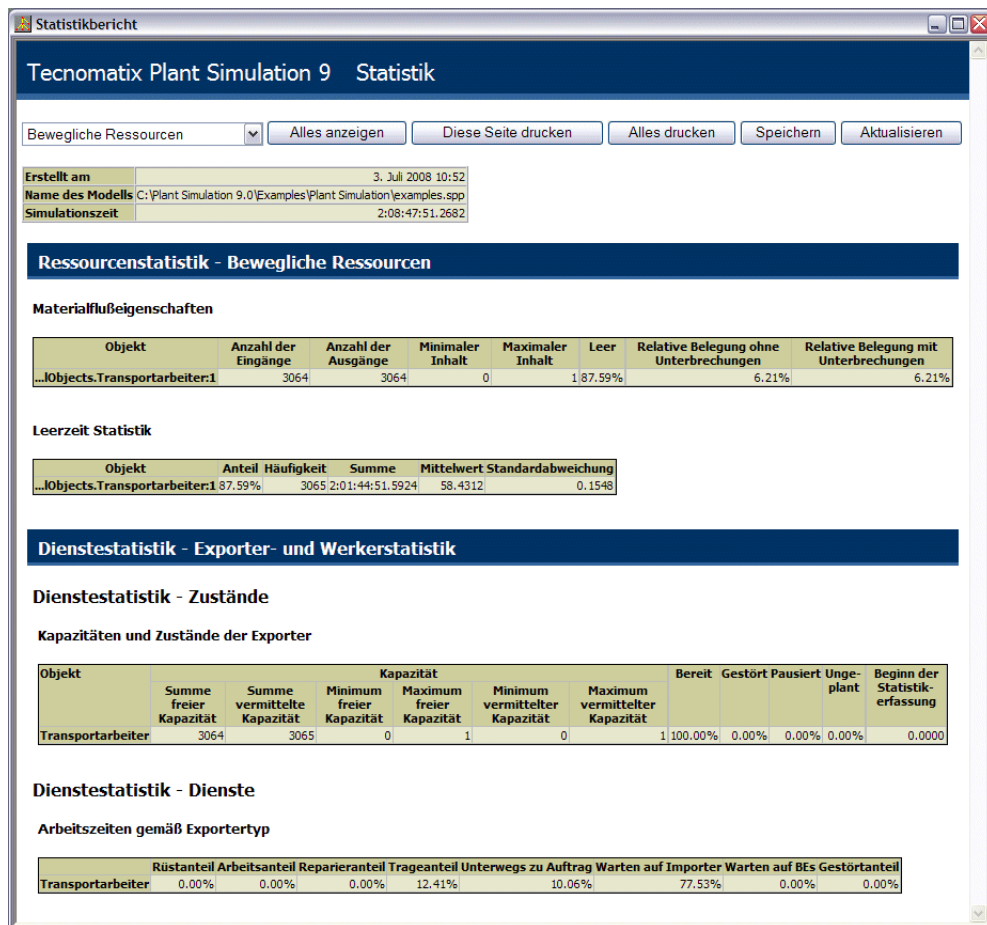 Statistikbericht
Tecnomatix Plant Simulation 9 Statistik
Bewegliche Ressourcen Alles anzeigen Diese Seite drucken Alles drucken Speichern Aktualisieren
Erstellt am 3. Juli 2008 10:52
Name des Modells C:\Plant Simulation 9.0\Examples\Plant Simulation\examples.spp
Simulationszeit 2:08:47:51.2682
Ressourcenstatistik - Bewegliche Ressourcen
Materialflußeigenschaften
Objekt Anzahl der Anzahl der Minimaler Maximaler Leer Relative Belegung ohne Relative Belegung mit
Eingänge Ausgänge Inhalt Inhalt Unterbrechungen Unterbrechungen
...lObjects.Transportarbeiter:1 3064 3064 0 1 87.59% 6.21% 6.21%
Leerzeit Statistik
Objekt Anteil Häufigkeit Summe Mittelwert Standardabweichung
...lObjects.Transportarbeiter:1 87.59% 3065 2:01:44:51.5924 58.4312 0.1548
Dienstestatistik - Exporter- und Werkerstatistik
Dienstestatistik - Zustände
Kapazitäten und Zustände der Exporter
Objekt Kapazität Bereit Gestört Pausiert Unge- Beginn der
Summe Summe Minimum Maximum Minimum Maximum plant Statistik-
freier vermittelte freier freier vermittelter vermittelter erfassung
Kapazität Kapazität Kapazität Kapazität Kapazität Kapazität
Transportarbeiter 3064 3065 0 1 0 1 100.00% 0.00% 0.00% 0.00% 0.0000
Dienstestatistik - Dienste
Arbeitszeiten gemäß Exportertyp
Rüstanteil Arbeitsanteil Reparieranteil Trageanteil Unterwegs zu Auftrag Warten auf Importer Warten auf BEs Gestörtanteil
Transportarbeiter 0.00% 0.00% 0.00% 12.41% 10.06% 77.53% 0.00% 0.00%